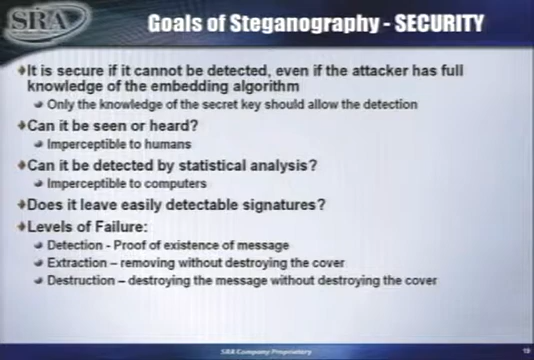 SRA
Goals of Steganography - SECURITY
It is secure if it cannot be detected, even if the attacker has full
knowledge of the embedding algorithm
Only the knowledge of the secret key should allow the detection
Can it be seen or heard?
Imperceptible to humans
Can it be detected by statistical analysis?
Imperceptible to computers
Does it leave easily detectable signatures?
Levels of Failure:
Detection - Proof of existence of message
Extraction – removing without destroying the cover
Destruction – destroying the message without destroying the cover
SRA Company Proprietary